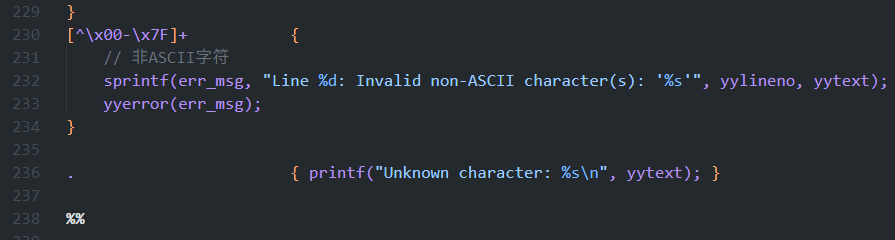 229 }
230 [^\x00-\x7F]+ {
231 // 非ASCII字符
232 sprintf(err_msg, "Line %d: Invalid non-ASCII character(s): '%s'", yylineno, yytext);
233 yyerror(err_msg);
234 }
235
236 . { printf("Unknown character: %s\n", yytext); }
237
238 %%